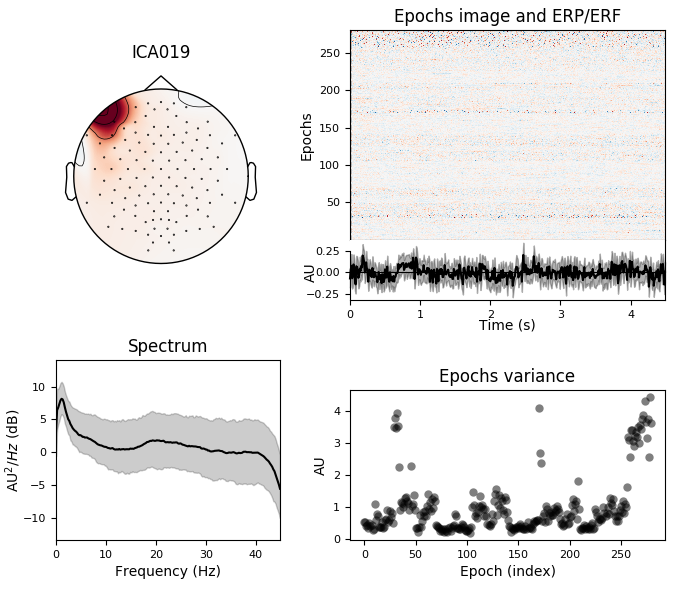 ICA019
Epochs image and ERP/ERF
Epochs
250
200
150
100
50
AU
0.25
0.00
−0.25
0 1 2 3 4
Time (s)
Spectrum
AU²/Hz (dB)
10
5
0
−5
−10
0 10 20 30 40
Frequency (Hz)
Epochs variance
AU
4
3
2
1
0
0 50 100 150 200 250
Epoch (index)